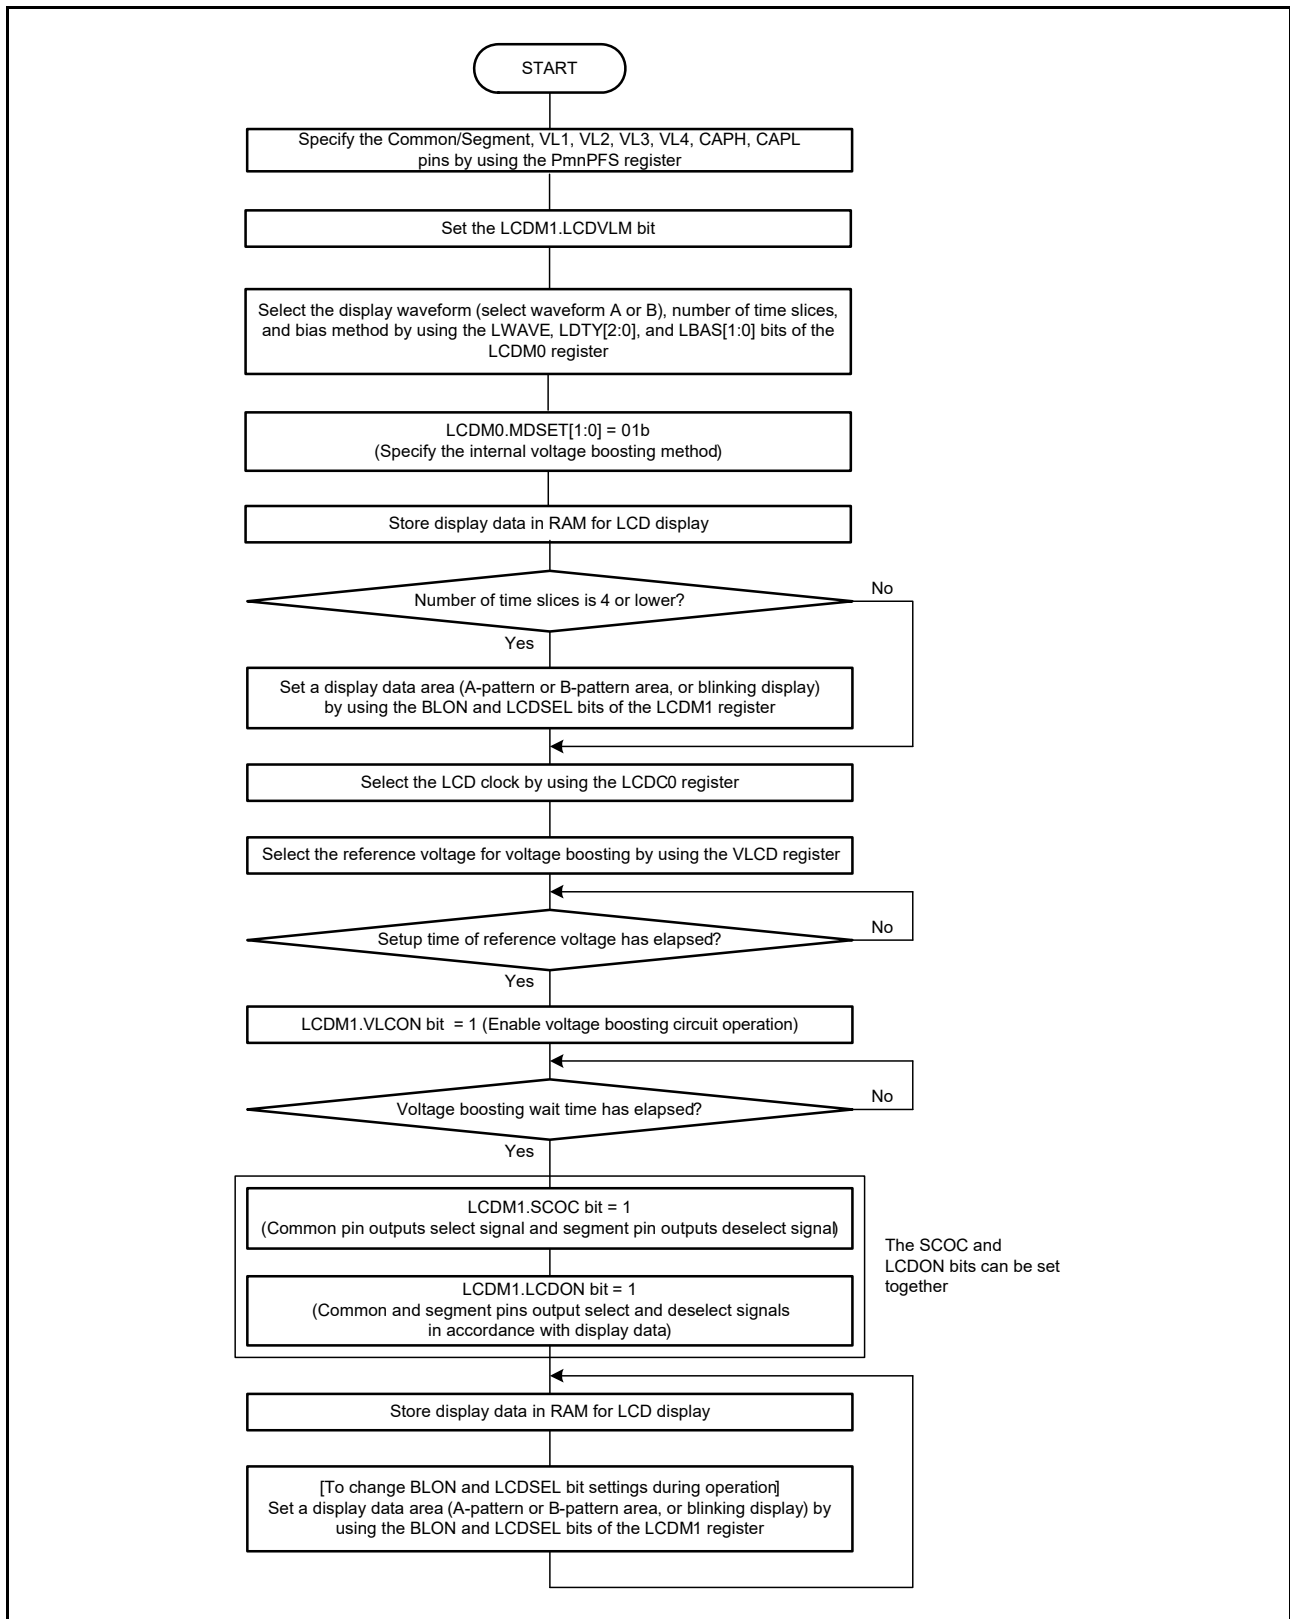 START
Specify the Common/Segment, VL1, VL2, VL3, VL4, CAPH, CAPL
pins by using the PmnPFS register
Set the LCDM1.LCDVLM bit
Select the display waveform (select waveform A or B), number of time slices,
and bias method by using the LWAVE, LDTY[2:0], and LBAS[1:0] bits of the
LCDM0 register
LCDM0.MDSET[1:0] = 01b
(Specify the internal voltage boosting method)
Store display data in RAM for LCD display
Number of time slices is 4 or lower?
No
Yes
Set a display data area (A-pattern or B-pattern area, or blinking display)
by using the BLON and LCDSEL bits of the LCDM1 register
Select the LCD clock by using the LCDC0 register
Select the reference voltage for voltage boosting by using the VLCD register
Setup time of reference voltage has elapsed?
No
Yes
LCDM1.VLCON bit = 1 (Enable voltage boosting circuit operation)
Voltage boosting wait time has elapsed?
No
Yes
LCDM1.SCOC bit = 1
(Common pin outputs select signal and segment pin outputs deselect signal)
LCDM1.LCDON bit = 1
(Common and segment pins output select and deselect signals
in accordance with display data)
The SCOC and
LCDON bits can be set
together
Store display data in RAM for LCD display
[To change BLON and LCDSEL bit settings during operation]
Set a display data area (A-pattern or B-pattern area, or blinking display) by
using the BLON and LCDSEL bits of the LCDM1 register